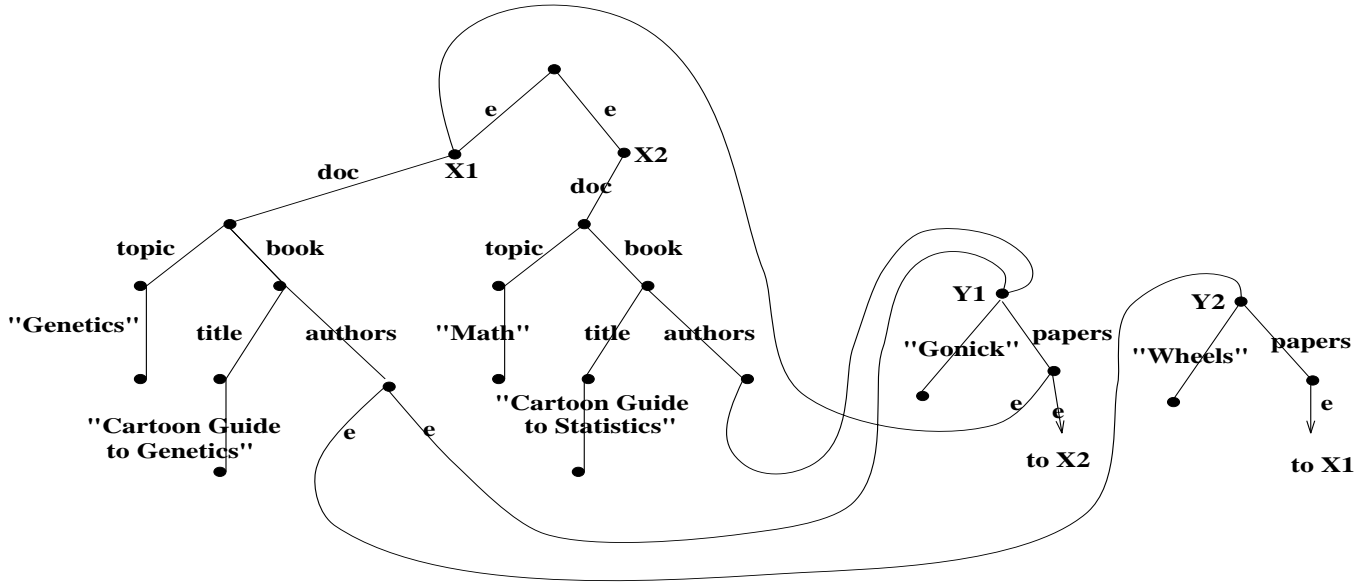 e
e
X1
X2
doc
doc
topic
book
topic
book
Y1
Y2
"Genetics"
title
authors
"Math"
title
authors
"Gonick"
papers
"Wheels"
papers
"Cartoon Guide
to Genetics"
"Cartoon Guide
to Statistics"
e
e
e
e
e
to X2
to X1